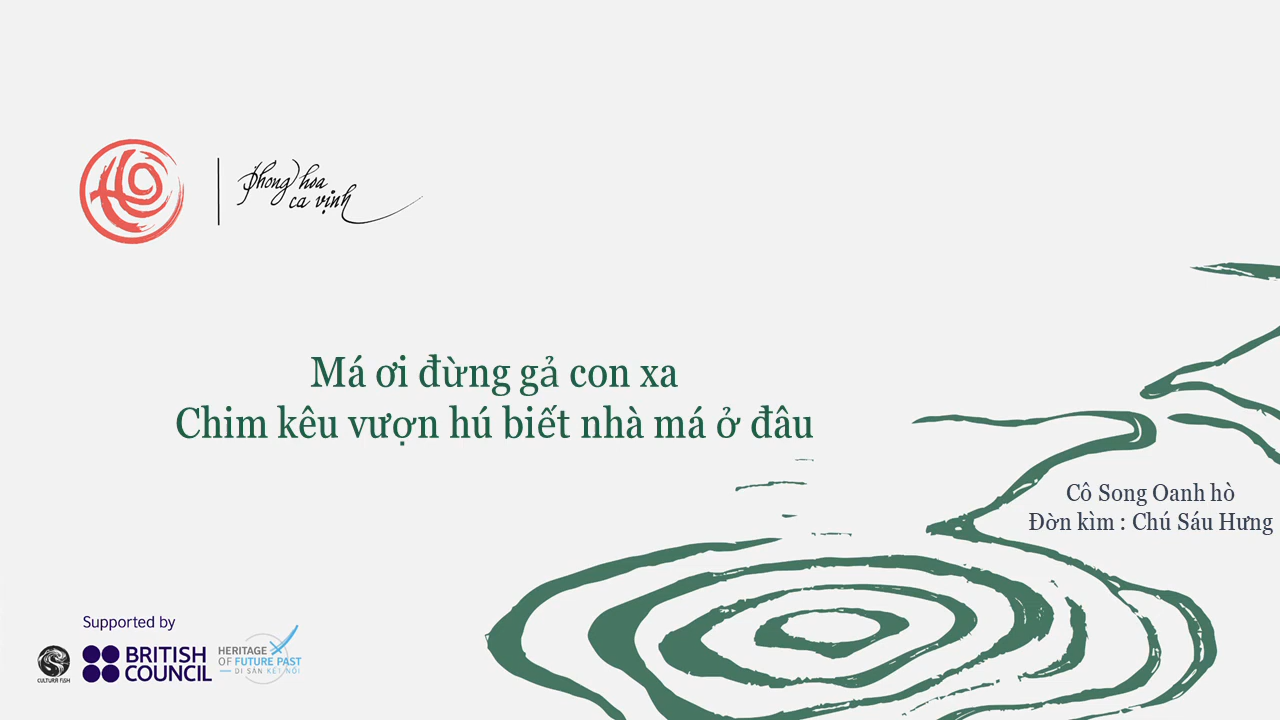 phong hoa
ca vịnh
Má ơi đừng gả con xa
Chim kêu vượn hú biết nhà má ở đâu
Cô Song Oanh hò
Đờn kìm : Chú Sáu Hưng
Supported by
CULTURA FISH
BRITISH
COUNCIL
HERITAGE
OF FUTURE PAST
DI SẢN KẾT NỐI